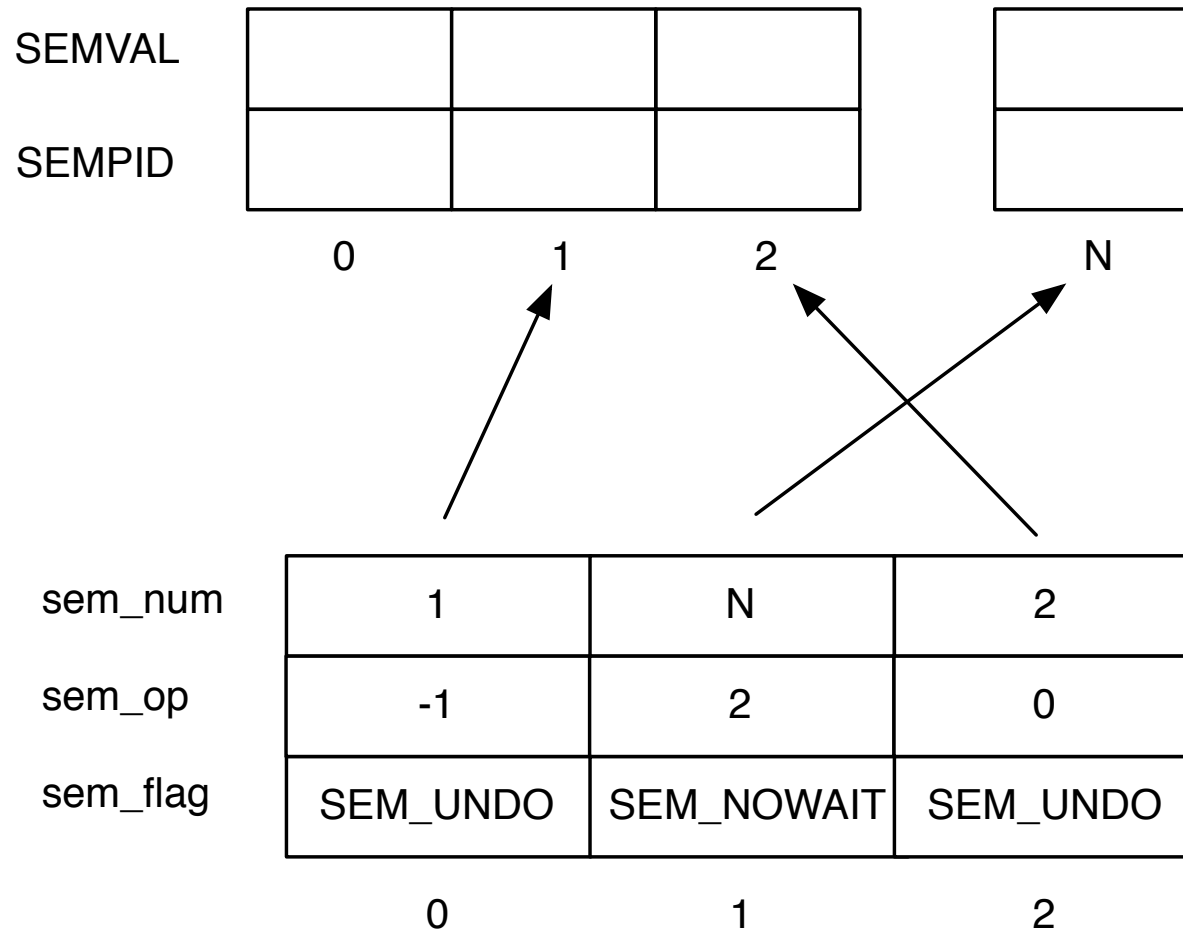 SEMVAL
SEMPID
0 1 2 N
sem_num 1 N 2
sem_op -1 2 0
sem_flag SEM_UNDO SEM_NOWAIT SEM_UNDO
0 1 2